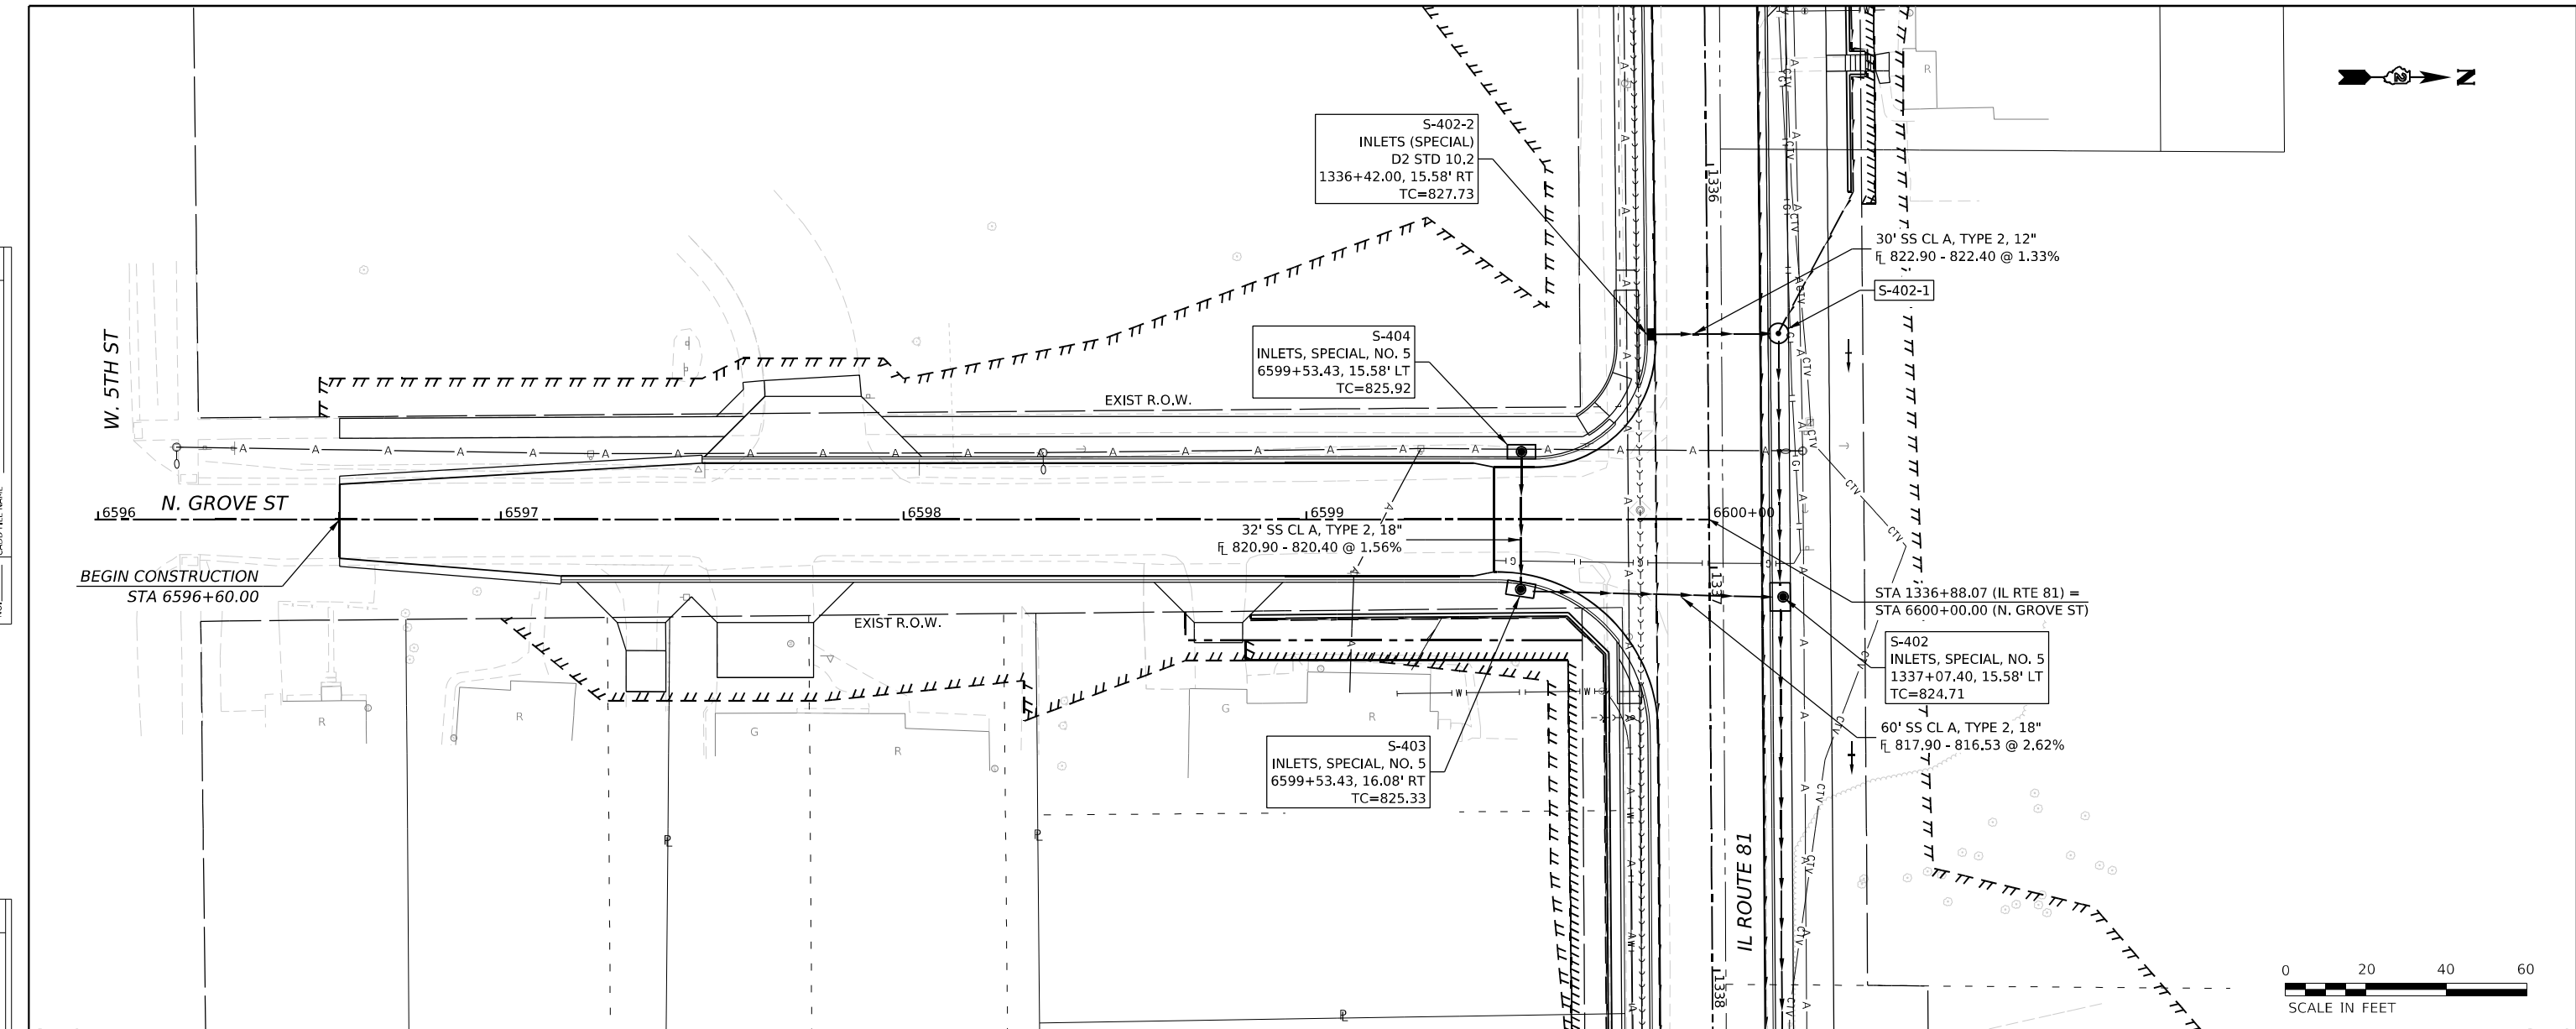 N
S-402-2
INLETS (SPECIAL)
D2 STD 10.2
1336+42.00, 15.58' RT
TC=827.73
1336
30' SS CL A, TYPE 2, 12"
FL 822.90 - 822.40 @ 1.33%
S-402-1
S-404
INLETS, SPECIAL, NO. 5
6599+53.43, 15.58' LT
TC=825.92
W. 5TH ST
EXIST R.O.W.
N. GROVE ST
6596
6597
6598
6599
6600+00
32' SS CL A, TYPE 2, 18"
FL 820.90 - 820.40 @ 1.56%
BEGIN CONSTRUCTION
STA 6596+60.00
1337
STA 1336+88.07 (IL RTE 81) =
STA 6600+00.00 (N. GROVE ST)
EXIST R.O.W.
S-402
INLETS, SPECIAL, NO. 5
1337+07.40, 15.58' LT
TC=824.71
60' SS CL A, TYPE 2, 18"
FL 817.90 - 816.53 @ 2.62%
S-403
INLETS, SPECIAL, NO. 5
6599+53.43, 16.08' RT
TC=825.33
R
R
G
R
G
R
R
PL
PL
PL
IL ROUTE 81
1338
0 20 40 60
SCALE IN FEET